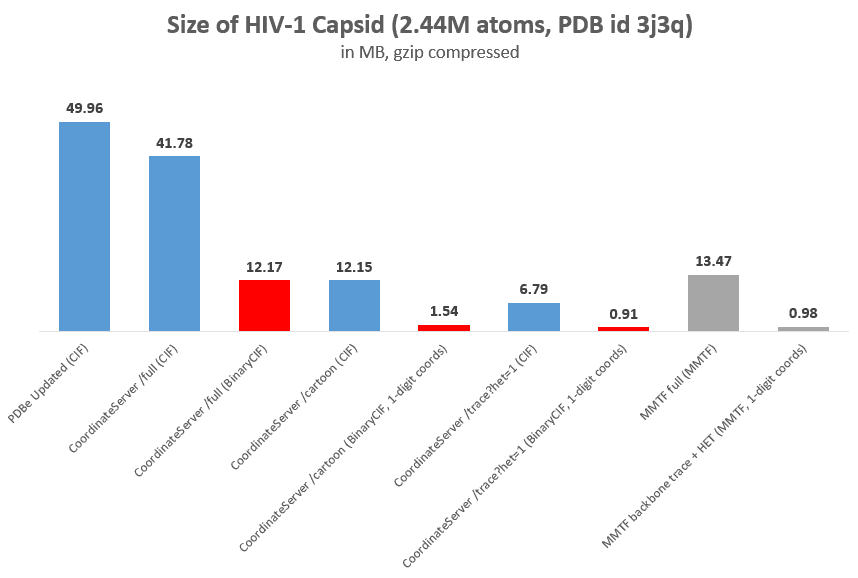 Size of HIV-1 Capsid (2.44M atoms, PDB id 3j3q)
in MB, gzip compressed
49.96
41.78
12.17
12.15
1.54
6.79
0.91
13.47
0.98
PDBe Updated (CIF)
CoordinateServer /full (CIF)
CoordinateServer /full (BinaryCIF)
CoordinateServer /cartoon (CIF)
CoordinateServer /cartoon (BinaryCIF, 1-digit coords)
CoordinateServer /trace?het=1 (CIF)
CoordinateServer /trace?het=1 (BinaryCIF, 1-digit coords)
MMTF full (MMTF)
MMTF backbone trace + HET (MMTF, 1-digit coords)